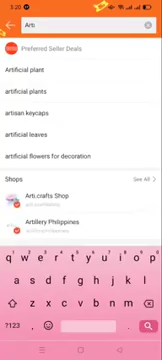 3:20
Arti
Preferred Seller Deals
Artificial plant
artificial plants
artisan keycaps
artificial leaves
artificial flowers for decoration
Shops
See All >
Arti.crafts Shop
Artillery Philippines
q w e r t y u i o p
a s d f g h j k l
z x c v b n m
?123 , .